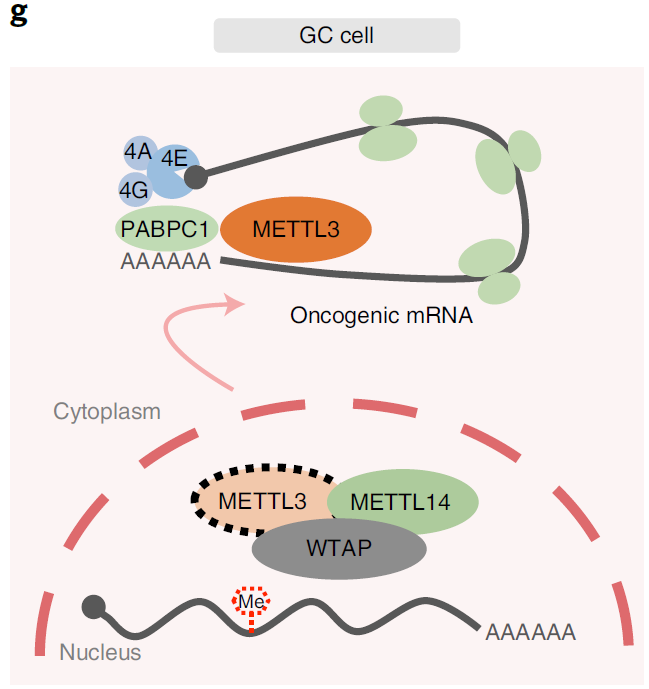 g
GC cell
4A
4E
4G
PABPC1
METTL3
AAAAAA
Oncogenic mRNA
Cytoplasm
METTL3
METTL14
WTAP
Me
AAAAAA
Nucleus